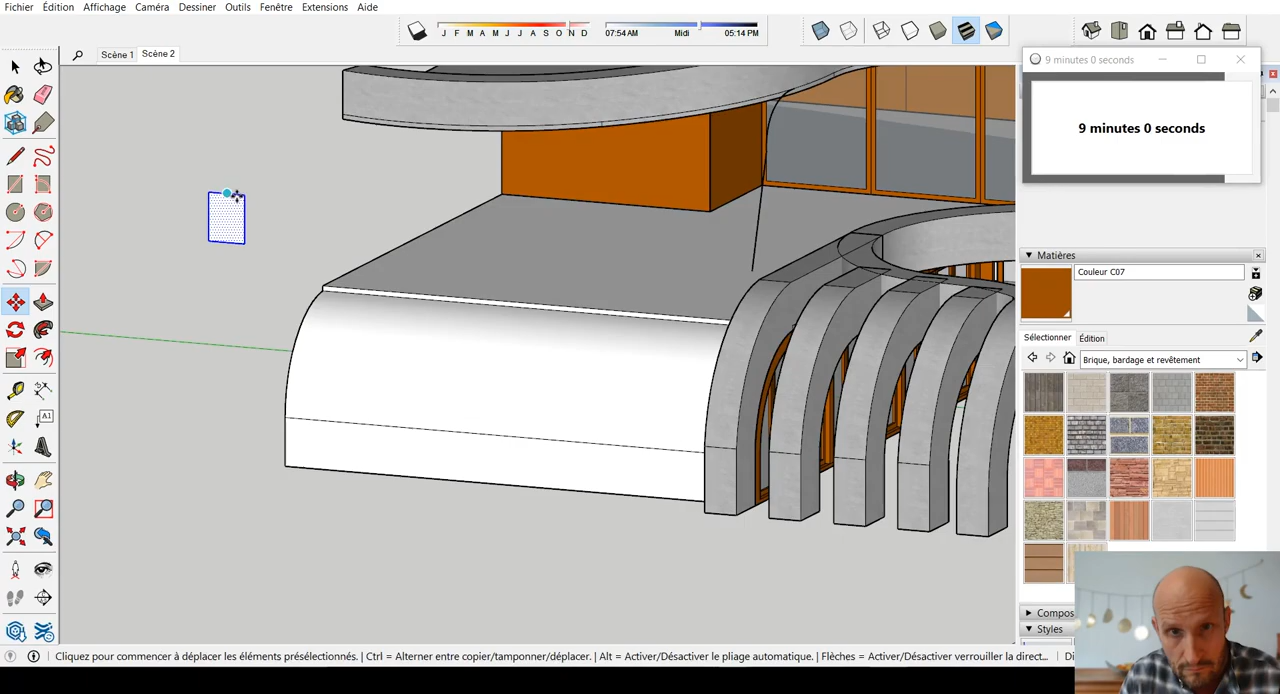 Fichier Édition Affichage Caméra Dessiner Outils Fenêtre Extensions Aide
J F M A M J J A S O N D
07:54 AM Midi 05:14 PM
Scène 1 Scène 2
9 minutes 0 seconds
9 minutes 0 seconds
Matières
Couleur C07
Sélectionner Édition
Brique, bardage et revêtement
A1
Compos
Styles
Cliquez pour commencer à déplacer les éléments présélectionnés. | Ctrl = Alterner entre copier/tamponner/déplacer. | Alt = Activer/Désactiver le pliage automatique. | Flèches = Activer/Désactiver verrouiller la direct... Di